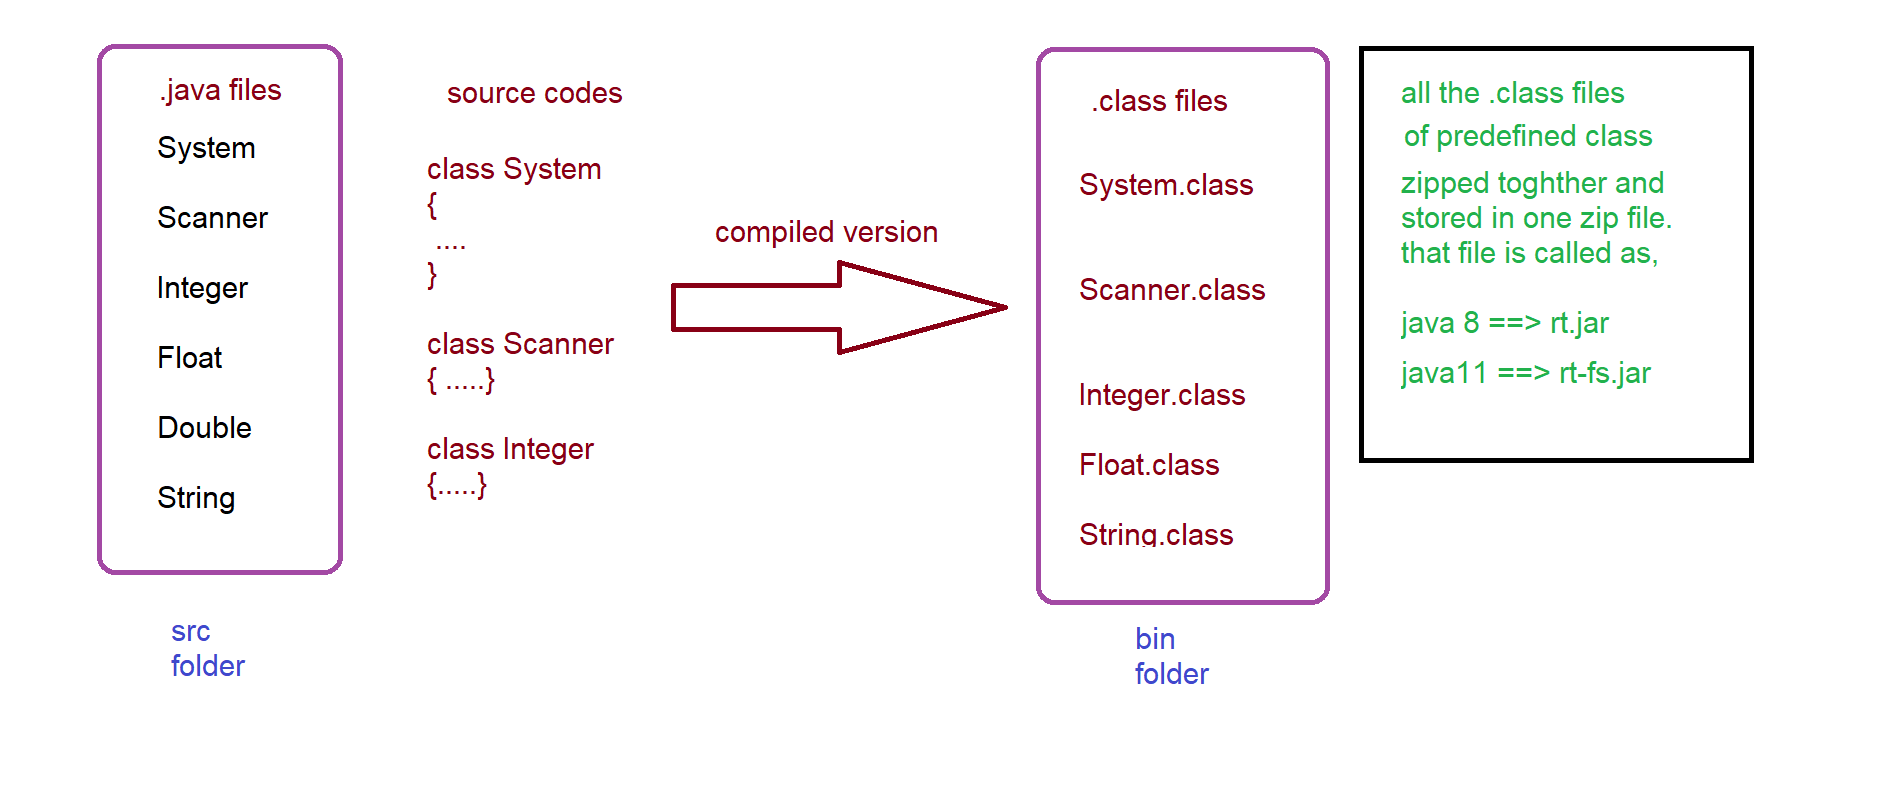 .java files
System
Scanner
Integer
Float
Double
String
src
folder
source codes
class System
{
....
}
class Scanner
{ .....}
class Integer
{.....}
compiled version
.class files
System.class
Scanner.class
Integer.class
Float.class
String.class
bin
folder
all the .class files
of predefined class
zipped toghther and
stored in one zip file.
that file is called as,
java 8 ==> rt.jar
java11 ==> rt-fs.jar